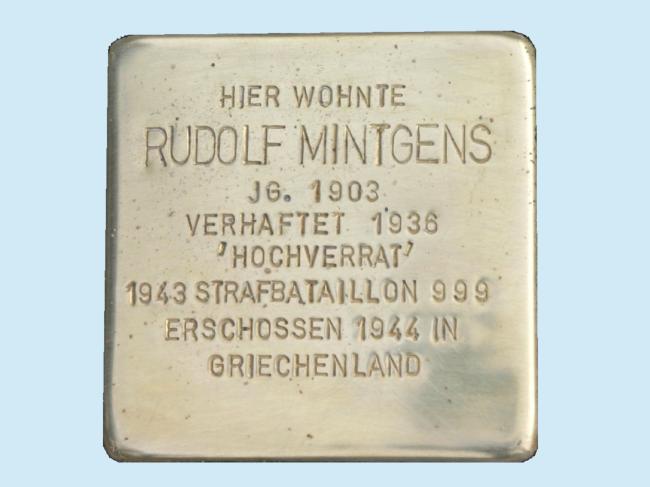 HIER WOHNTE
RUDOLF MINTGENS
JG. 1903
VERHAFTET 1936
'HOCHVERRAT'
1943 STRAFBATAILLON 999
ERSCHOSSEN 1944 IN
GRIECHENLAND